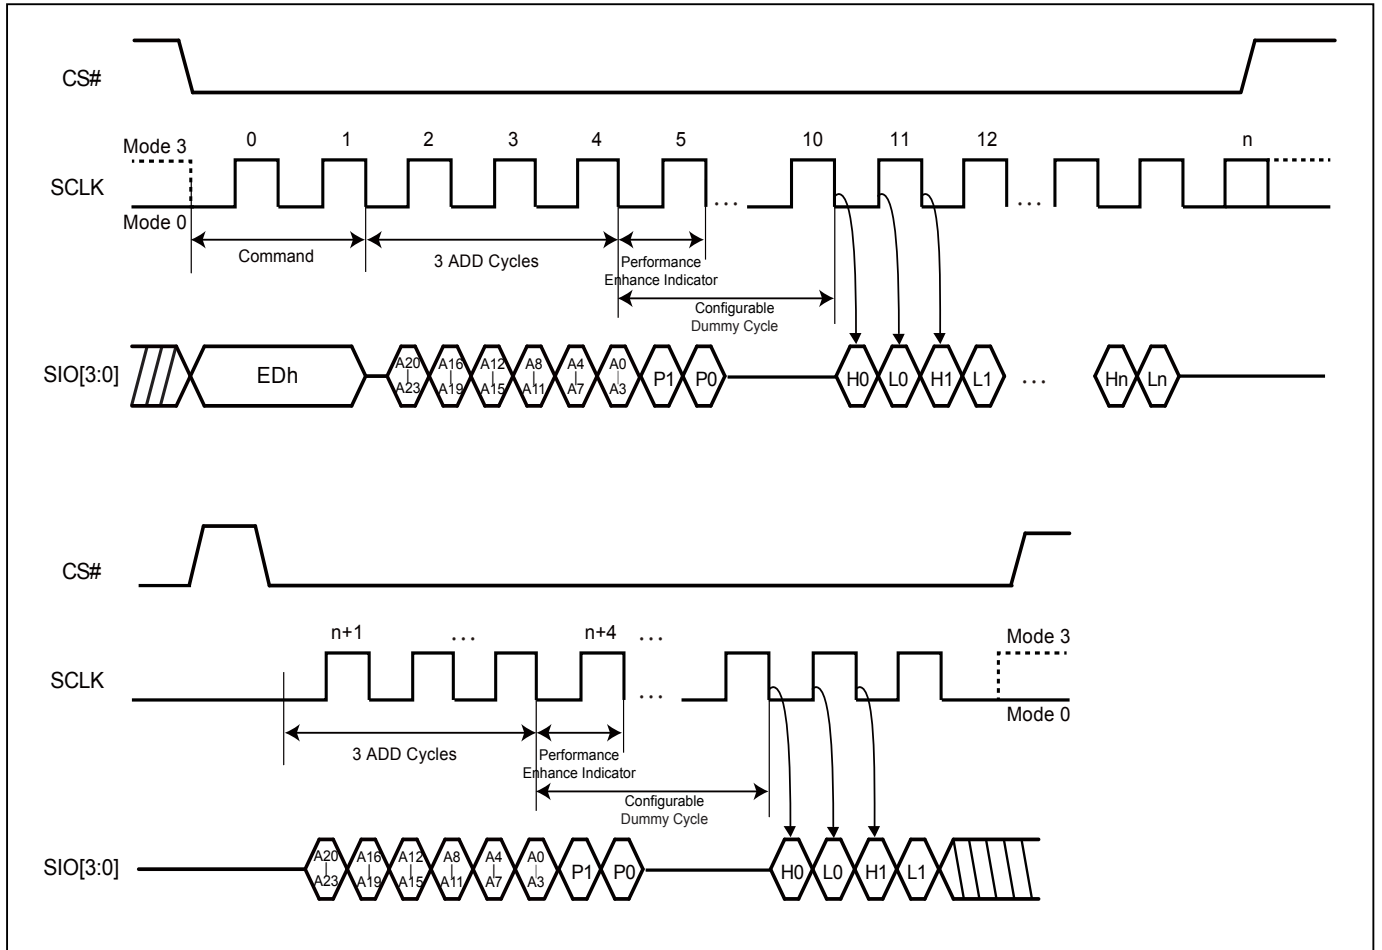 CS#
0 1 2 3 4 5 10 11 12 n
Mode 3
SCLK
... ...
Mode 0
Command
3 ADD Cycles
Performance
Enhance Indicator
Configurable
Dummy Cycle
SIO[3:0]
EDh
A20 A16 A12 A8 A4 A0
A23 A19 A15 A11 A7 A3
P1 P0 H0 L0 H1 L1 ... Hn Ln
CS#
n+1 ... n+4 ...
Mode 3
SCLK
...
Mode 0
3 ADD Cycles
Performance
Enhance Indicator
Configurable
Dummy Cycle
SIO[3:0]
A20 A16 A12 A8 A4 A0
A23 A19 A15 A11 A7 A3
P1 P0 H0 L0 H1 L1